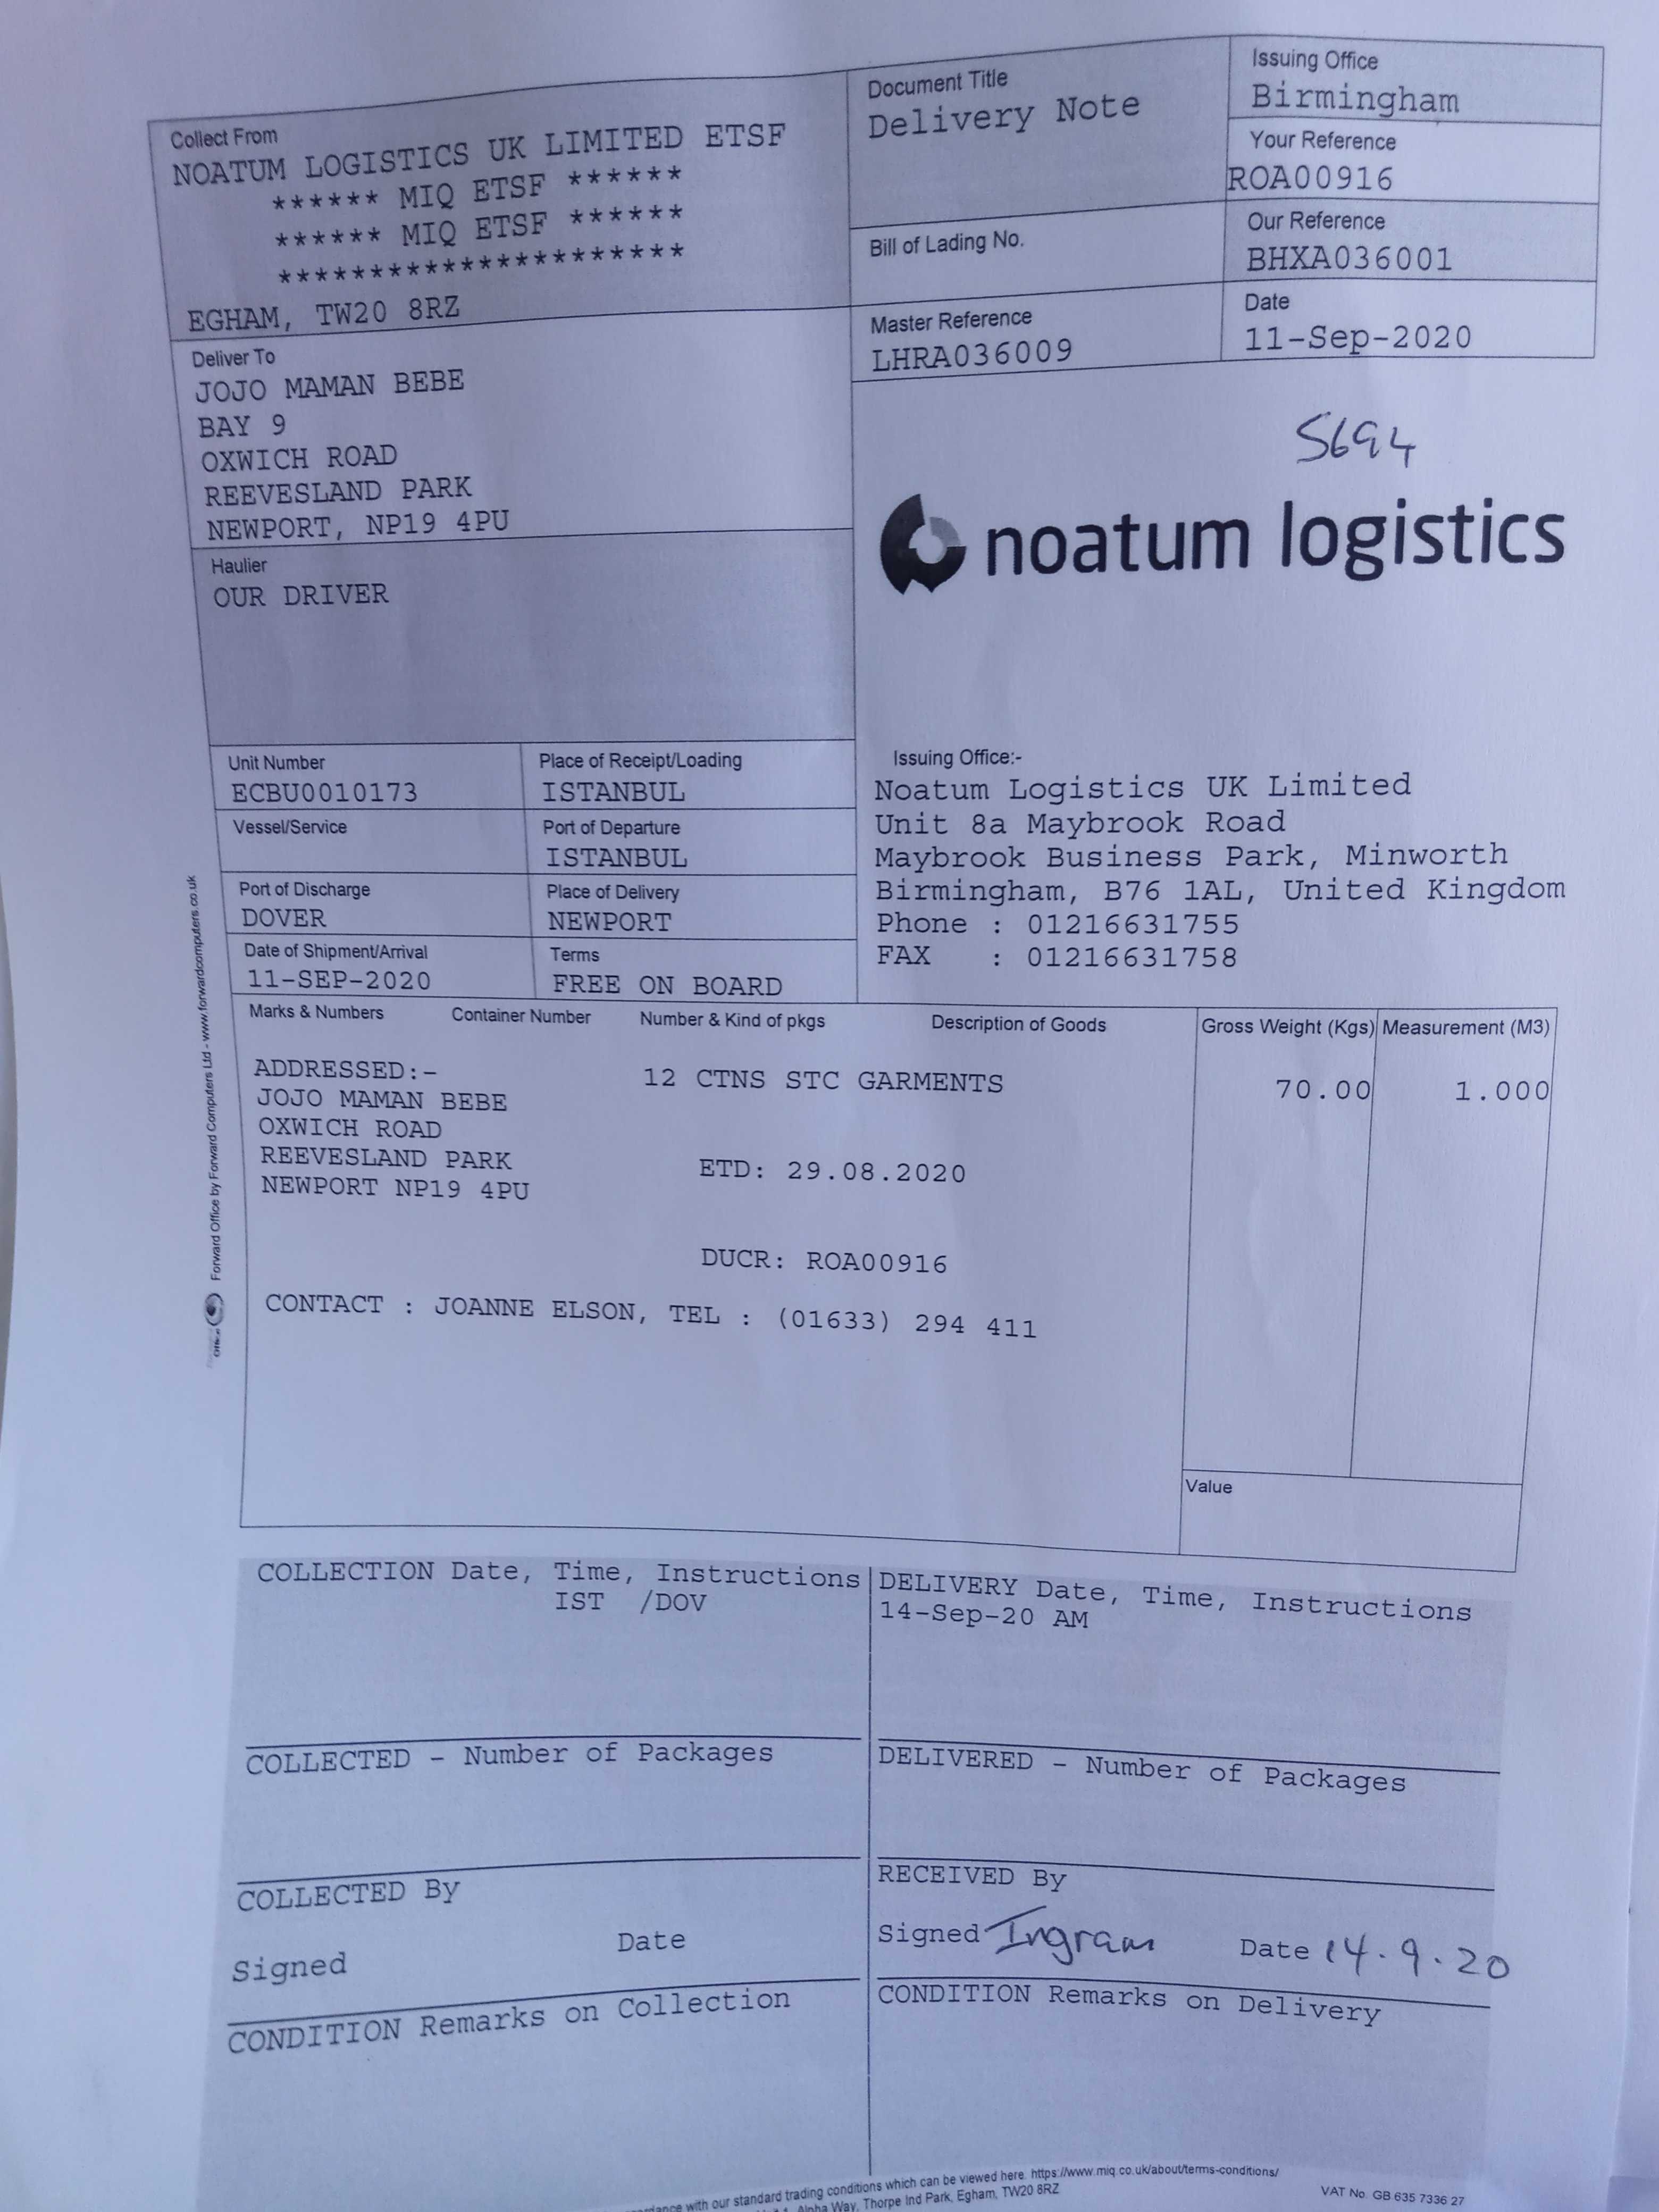 Collect From
NOATUM LOGISTICS UK LIMITED ETSF
****** MIQ ETSF ******
****** MIQ ETSF ******
**********************
EGHAM, TW20 8RZ
Document Title
Delivery Note
Issuing Office
Birmingham
Your Reference
ROA00916
Bill of Lading No.
Our Reference
BHXA036001
Master Reference
LHRA036009
Date
11-Sep-2020
Deliver To
JOJO MAMAN BEBE
BAY 9
OXWICH ROAD
REEVESLAND PARK
NEWPORT, NP19 4PU
5694
noatum logistics
Haulier
OUR DRIVER
Unit Number
ECBU0010173
Place of Receipt/Loading
ISTANBUL
Vessel/Service
Port of Departure
ISTANBUL
Port of Discharge
DOVER
Place of Delivery
NEWPORT
Date of Shipment/Arrival
11-SEP-2020
Terms
FREE ON BOARD
Issuing Office:-
Noatum Logistics UK Limited
Unit 8a Maybrook Road
Maybrook Business Park, Minworth
Birmingham, B76 1AL, United Kingdom
Phone : 01216631755
FAX : 01216631758
Marks & Numbers Container Number Number & Kind of pkgs Description of Goods Gross Weight (Kgs) Measurement (M3)
ADDRESSED:- 12 CTNS STC GARMENTS 70.00 1.000
JOJO MAMAN BEBE
OXWICH ROAD
REEVESLAND PARK ETD: 29.08.2020
NEWPORT NP19 4PU
DUCR: ROA00916
CONTACT : JOANNE ELSON, TEL : (01633) 294 411
Value
Forward Office by Forward Computers Ltd - www.forwardcomputers.co.uk
COLLECTION Date, Time, Instructions
IST /DOV
DELIVERY Date, Time, Instructions
14-Sep-20 AM
COLLECTED - Number of Packages
DELIVERED - Number of Packages
COLLECTED By
Signed Date
RECEIVED By
Signed Ingram Date 14.9.20
CONDITION Remarks on Collection
CONDITION Remarks on Delivery
with our standard trading conditions which can be viewed here. https://www.miq.co.uk/about/terms-conditions/
Alpha Way, Thorpe Ind Park, Egham, TW20 8RZ
VAT No. GB 635 7336 27